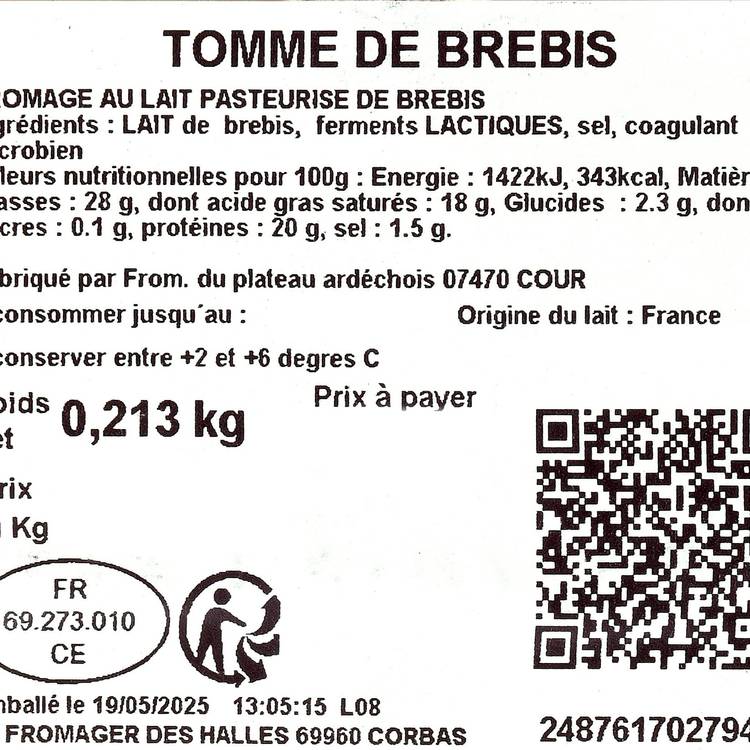 TOMME DE BREBIS
OMAGE AU LAIT PASTEURISE DE BREBIS
grédients : LAIT de brebis, ferments LACTIQUES, sel, coagulant
crobien
leurs nutritionnelles pour 100g : Energie : 1422kJ, 343kcal, Matièr
asses : 28 g, dont acide gras saturés : 18 g, Glucides : 2.3 g, don
cres : 0.1 g, protéines : 20 g, sel : 1.5 g.
briqué par From. du plateau ardéchois 07470 COUR
consommer jusqu´au :
Origine du lait : France
conserver entre +2 et +6 degres C
oids
et
0,213 kg
Prix à payer
rix
Kg
FR
69.273.010
CE
mballé le 19/05/2025 13:05:15 L08
FROMAGER DES HALLES 69960 CORBAS
248761702794